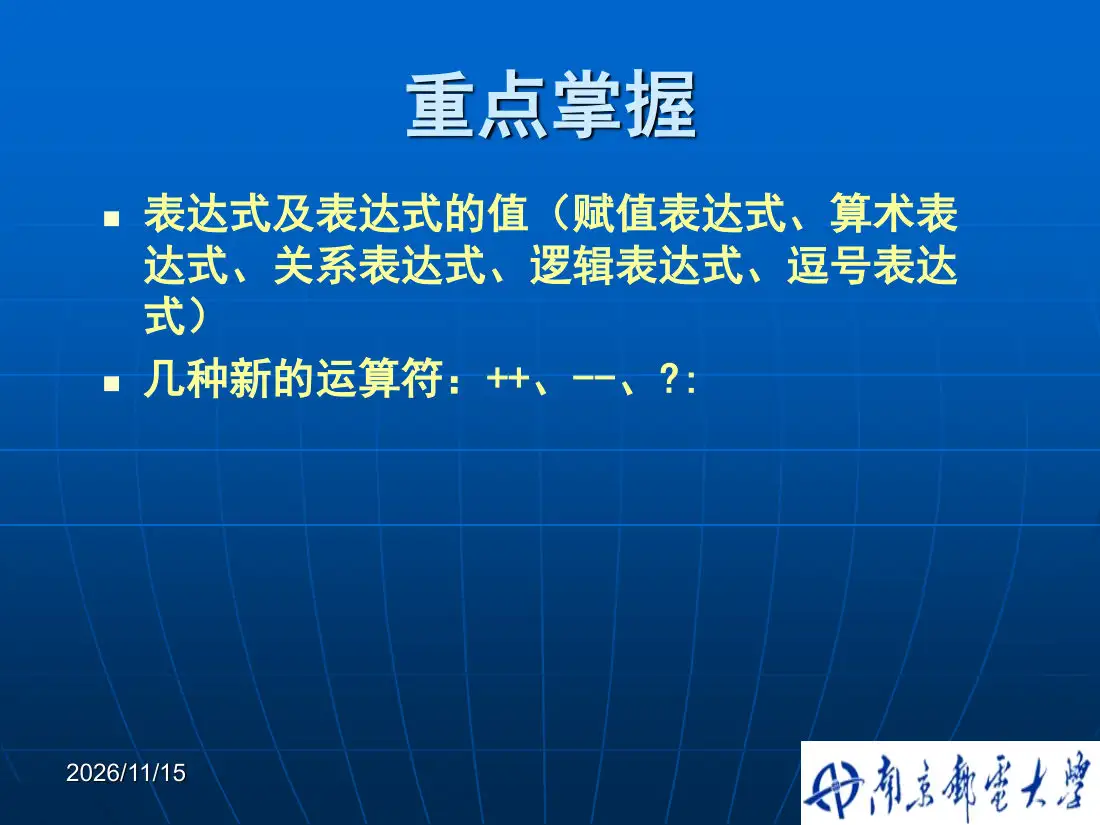 重点掌握
表达式及表达式的值（赋值表达式、算术表
达式、关系表达式、逻辑表达式、逗号表达
式）
几种新的运算符：++、--、?:
2026/11/15
南京郵電大學